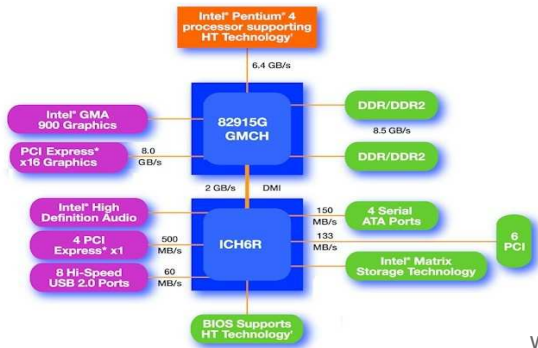 Intel® Pentium® 4
processor supporting
HT Technology†
6.4 GB/s
Intel® GMA
900 Graphics
82915G
GMCH
DDR/DDR2
8.5 GB/s
PCI Express*
x16 Graphics
8.0
GB/s
DDR/DDR2
2 GB/s
DMI
Intel® High
Definition Audio
150
MB/s
4 Serial
ATA Ports
4 PCI
Express* x1
500
MB/s
ICH6R
133
MB/s
6
PCI
8 Hi-Speed
USB 2.0 Ports
60
MB/s
Intel® Matrix
Storage Technology
BIOS Supports
HT Technology†